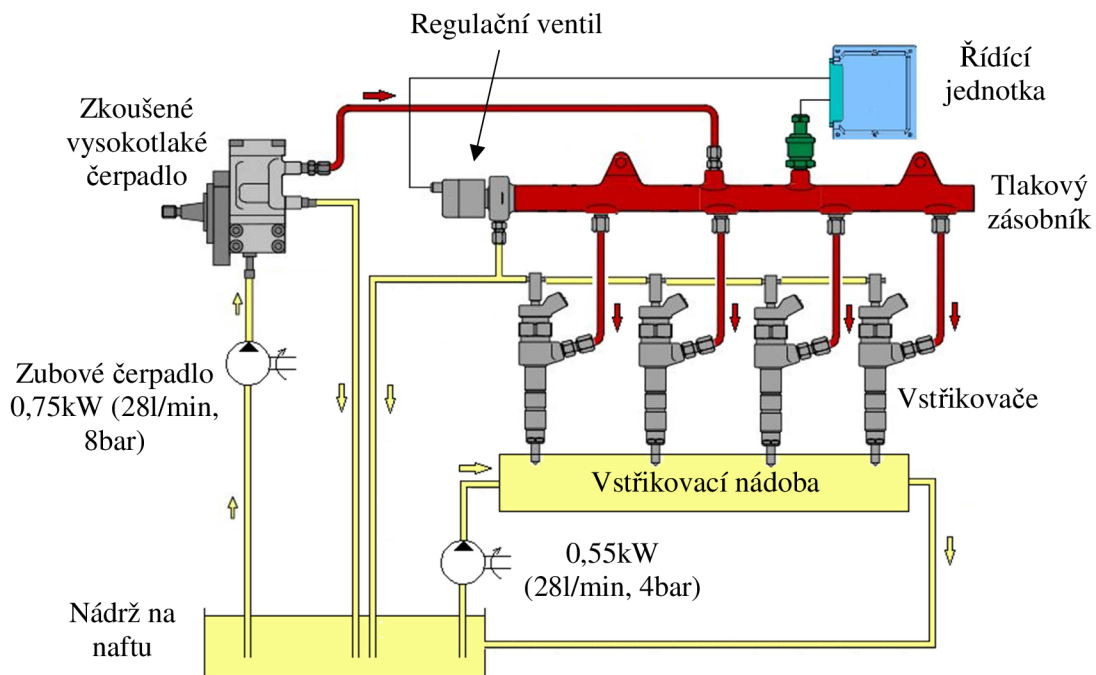 Regulační ventil
Řídící
jednotka
Zkoušené
vysokotlaké
čerpadlo
Tlakový
zásobník
Zubové čerpadlo
0,75kW (28l/min,
8bar)
Vstřikovače
Vstřikovací nádoba
0,55kW
(28l/min, 4bar)
Nádrž na
naftu